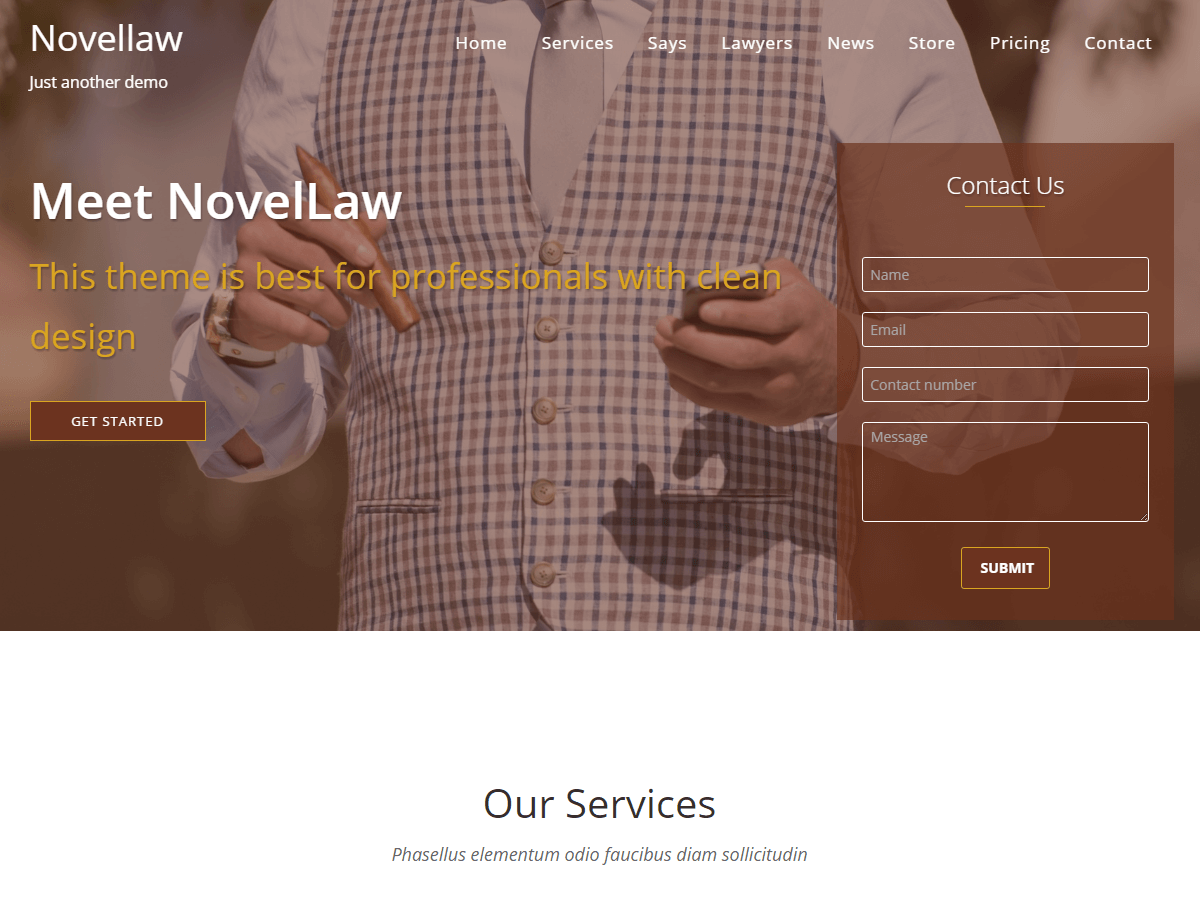 Novellaw
Just another demo
Home Services Says Lawyers News Store Pricing Contact
Meet NovelLaw
This theme is best for professionals with clean
design
GET STARTED
Contact Us
Name
Email
Contact number
Message
SUBMIT
Our Services
Phasellus elementum odio faucibus diam sollicitudin